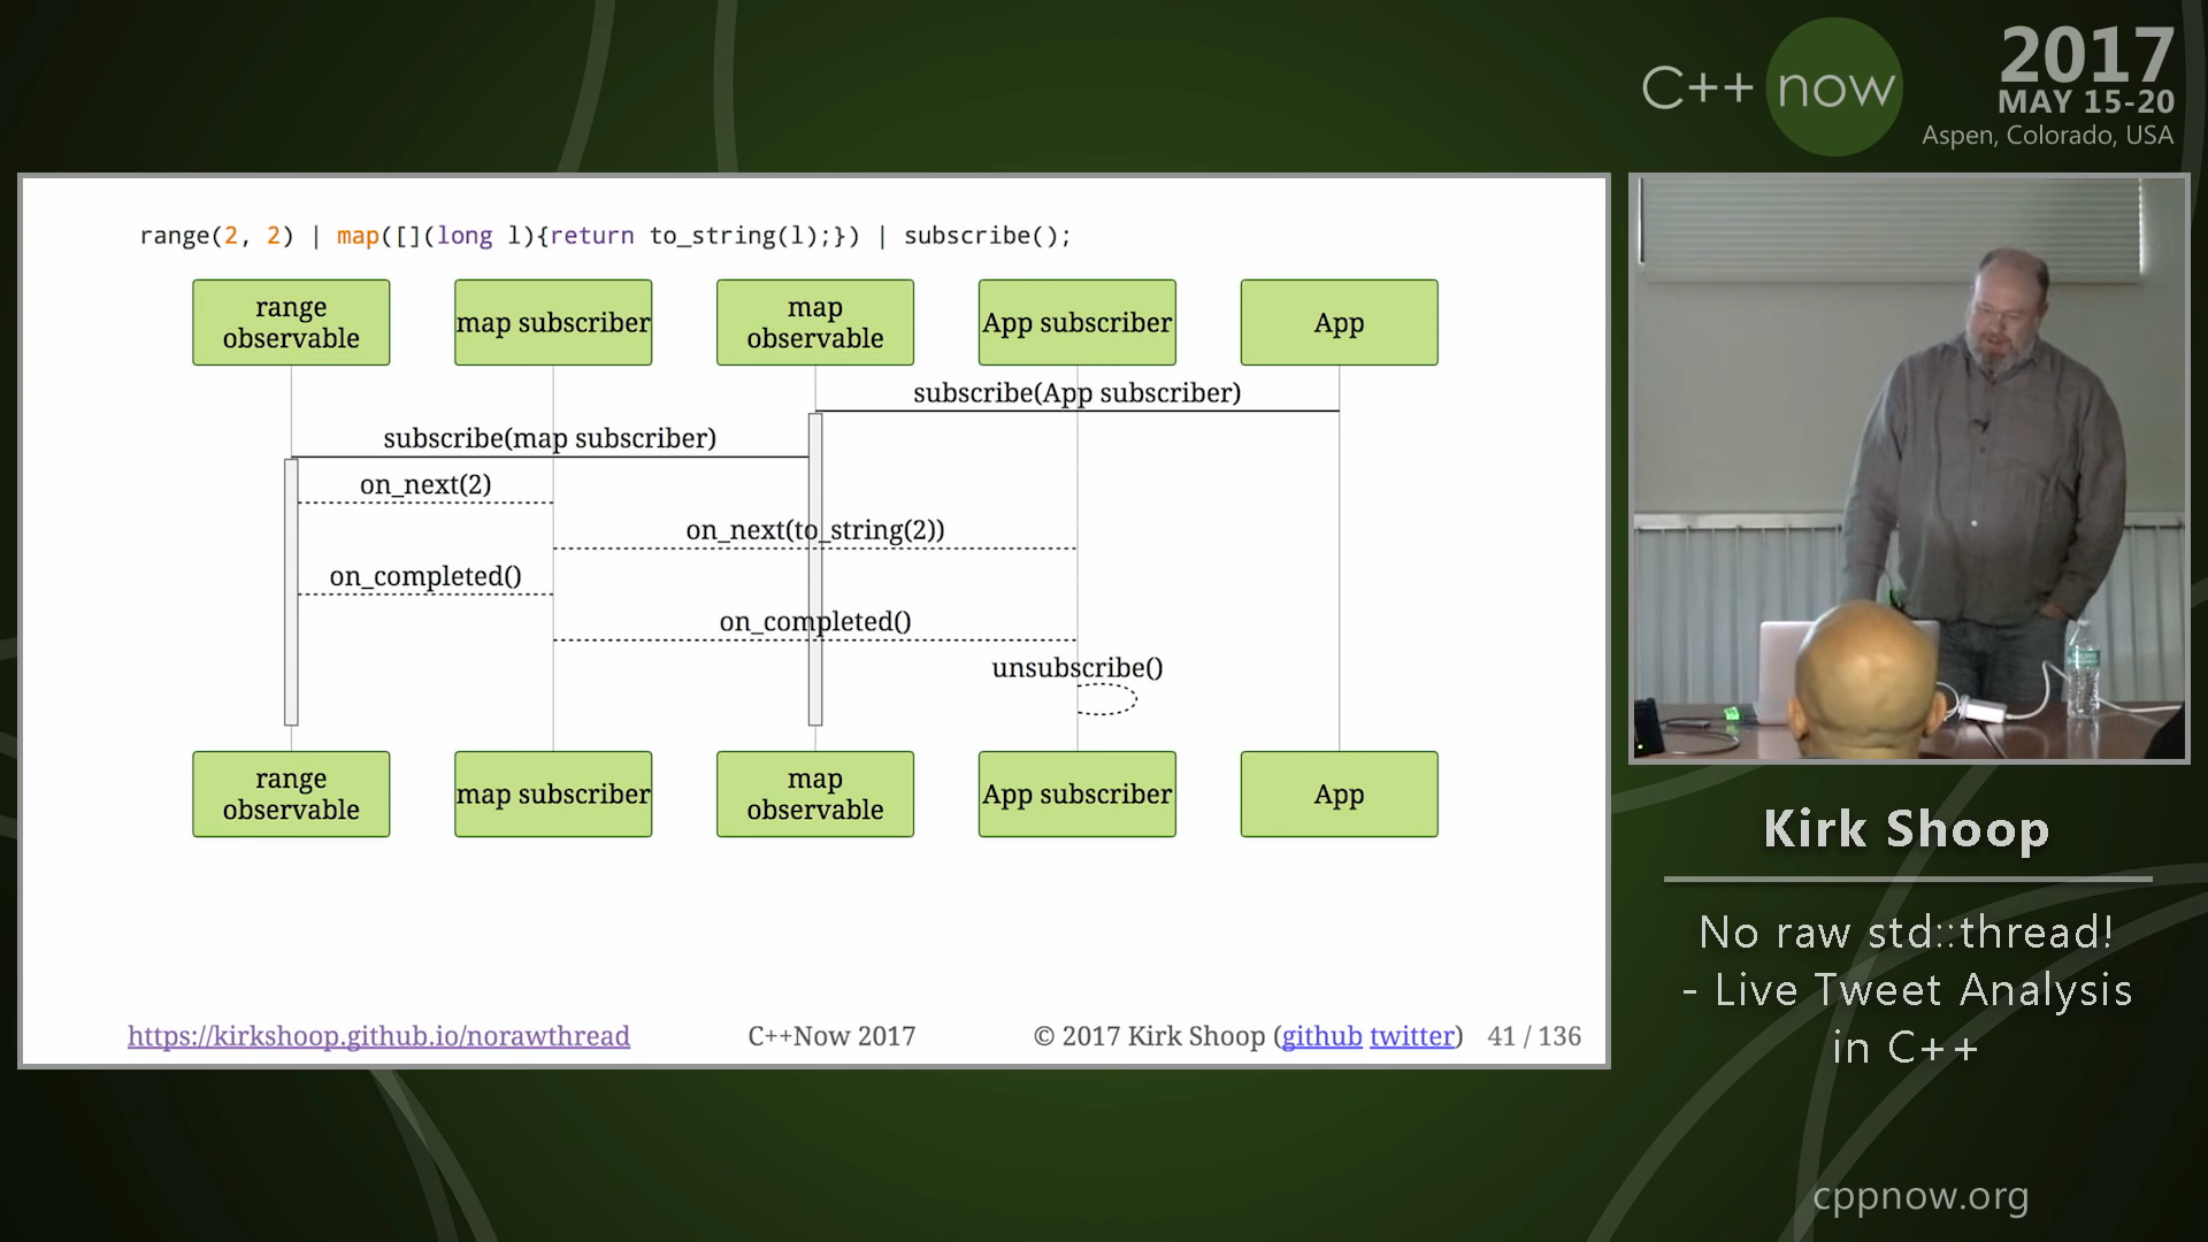 C++ now
2017
MAY 15-20
Aspen, Colorado, USA
range(2, 2) | map([](long l){return to_string(l);}) | subscribe();
range
observable
map subscriber
map
observable
App subscriber
App
subscribe(App subscriber)
subscribe(map subscriber)
on_next(2)
on_next(to_string(2))
on_completed()
on_completed()
unsubscribe()
range
observable
map subscriber
map
observable
App subscriber
App
https://kirkshoop.github.io/norawthread
C++Now 2017
© 2017 Kirk Shoop (github twitter)
41 / 136
Kirk Shoop
No raw std::thread!
- Live Tweet Analysis
in C++
cppnow.org